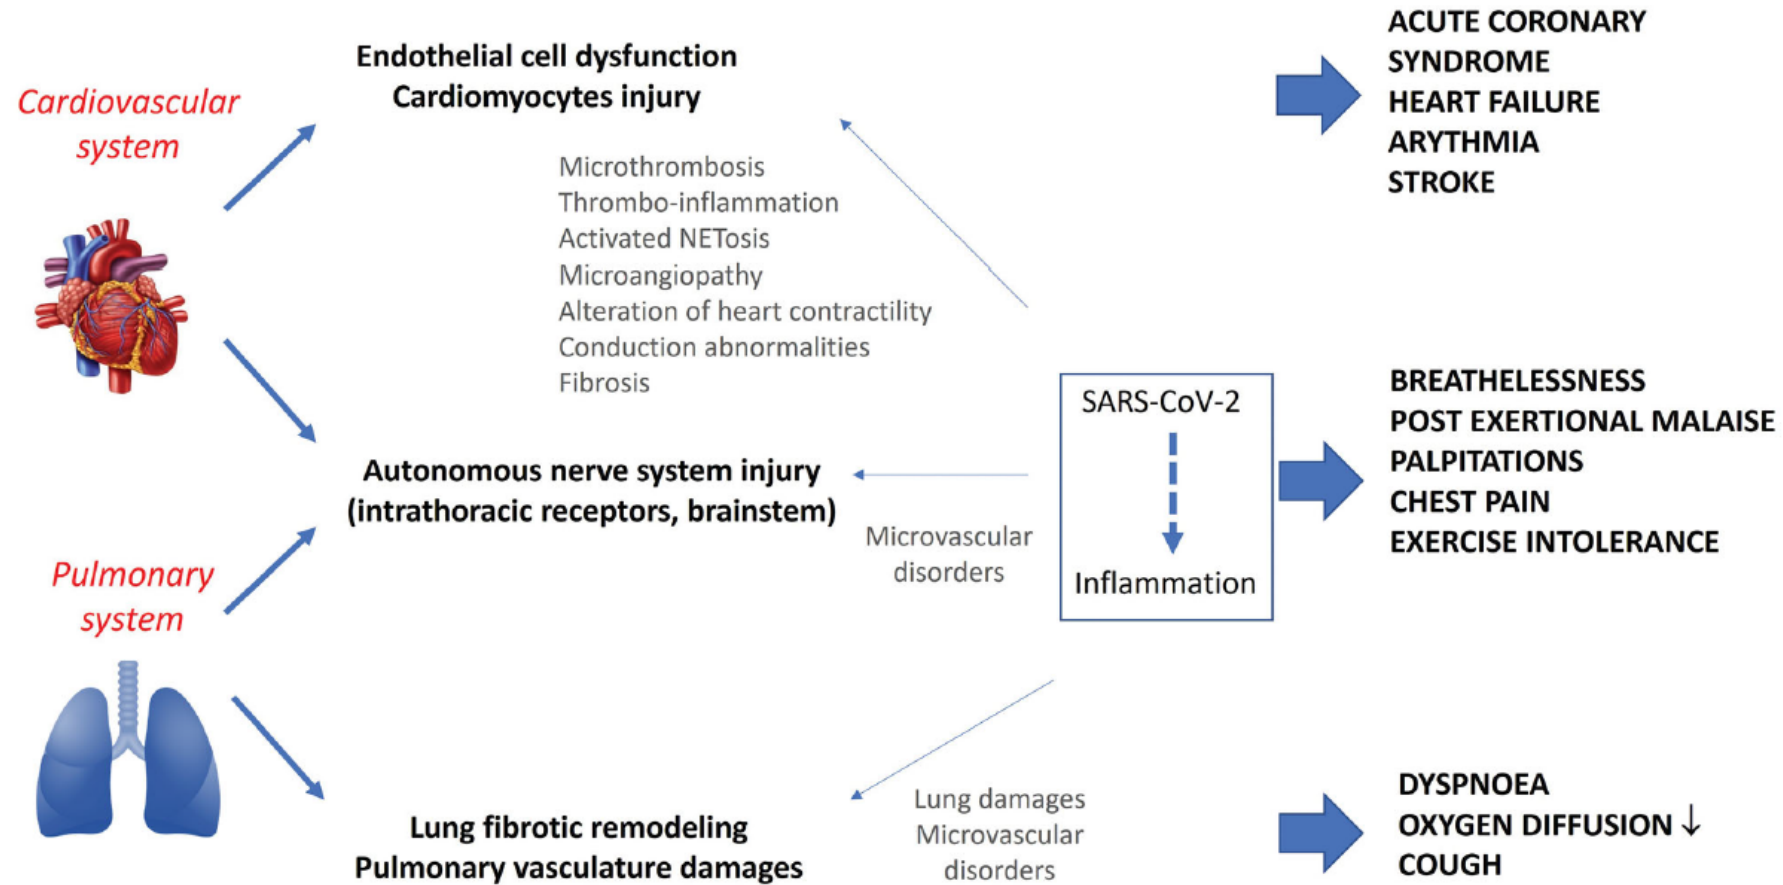 Cardiovascular
system
Endothelial cell dysfunction
Cardiomyocytes injury
Microthrombosis
Thrombo-inflammation
Activated NETosis
Microangiopathy
Alteration of heart contractility
Conduction abnormalities
Fibrosis
ACUTE CORONARY
SYNDROME
HEART FAILURE
ARYTHMIA
STROKE
Autonomous nerve system injury
(intrathoracic receptors, brainstem)
Microvascular
disorders
SARS-CoV-2
Inflammation
BREATHELESSNESS
POST EXERTIONAL MALAISE
PALPITATIONS
CHEST PAIN
EXERCISE INTOLERANCE
Pulmonary
system
Lung fibrotic remodeling
Pulmonary vasculature damages
Lung damages
Microvascular
disorders
DYSPNOEA
OXYGEN DIFFUSION ↓
COUGH